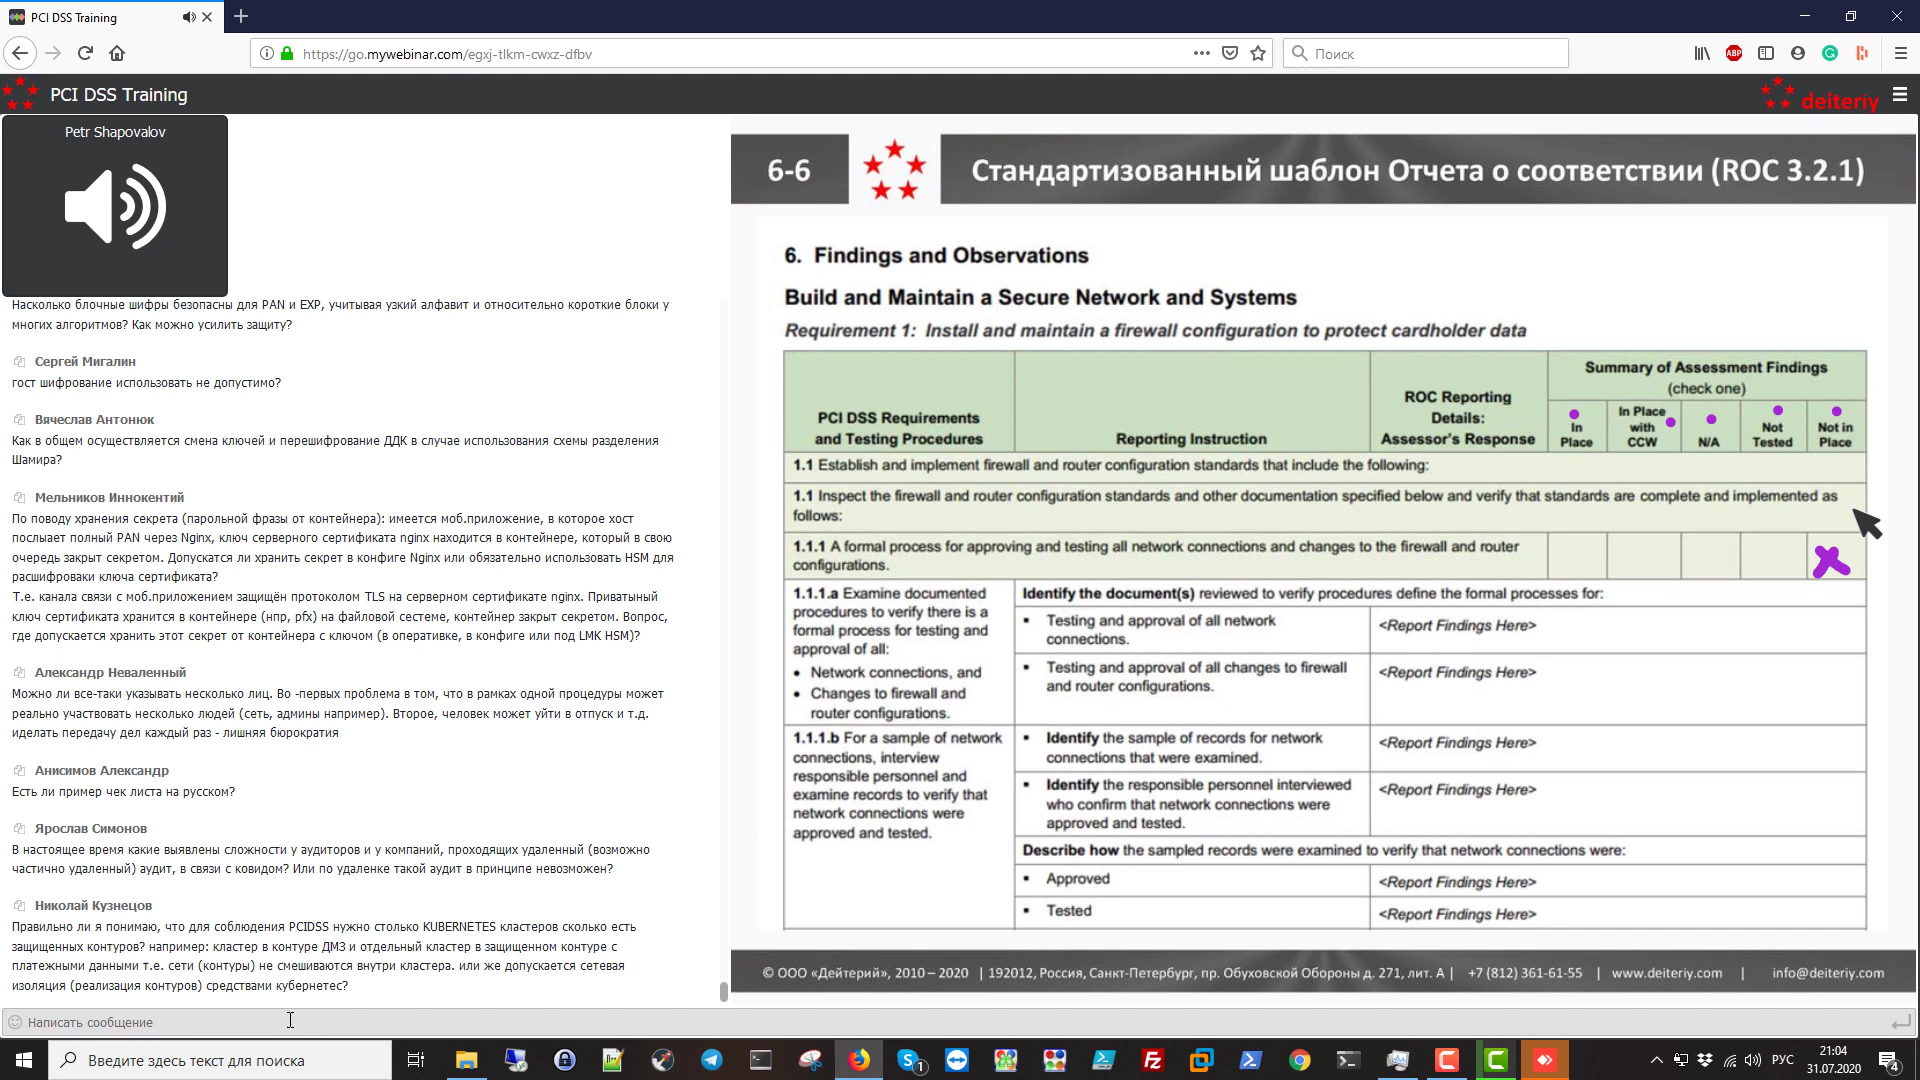 PCI DSS Training
https://go.mywebinar.com/egxj-tlkm-cwxz-dfbv
Поиск
ABP
PCI DSS Training
deiteriy
Petr Shapovalov
Насколько блочные шифры безопасны для PAN и EXP, учитывая узкий алфавит и относительно короткие блоки у
многих алгоритмов? Как можно усилить защиту?
Сергей Мигалин
гост шифрование использовать не допустимо?
Вячеслав Антонюк
Как в общем осуществляется смена ключей и перешифрование ДДК в случае использования схемы разделения
Шамира?
Мельников Иннокентий
По поводу хранения секрета (парольной фразы от контейнера): имеется моб.приложение, в которое хост
послыает полный PAN через Nginx, ключ серверного сертификата nginx находится в контейнере, который в свою
очередь закрыт секретом. Допускатся ли хранить секрет в конфиге Nginx или обязательно использовать HSM для
расшифроваки ключа сертификата?
Т.е. канала связи с моб.приложением защищён протоколом TLS на серверном сертификате nginx. Приватыный
ключ сертификата хранится в контейнере (нпр, pfx) на файловой сестеме, контейнер закрыт секретом. Вопрос,
где допускается хранить этот секрет от контейнера с ключом (в оперативке, в конфиге или под LMK HSM)?
Александр Неваленный
Можно ли все-таки указывать несколько лиц. Во -первых проблема в том, что в рамках одной процедуры может
реально участвовать несколько людей (сеть, админы например). Второе, человек может уйти в отпуск и т.д.
иделать передачу дел каждый раз - лишняя бюрократия
Анисимов Александр
Есть ли пример чек листа на русском?
Ярослав Симонов
В настоящее время какие выявлены сложности у аудиторов и у компаний, проходящих удаленный (возможно
частично удаленный) аудит, в связи с ковидом? Или по удаленке такой аудит в принципе невозможен?
Николай Кузнецов
Правильно ли я понимаю, что для соблюдения PCIDSS нужно столько KUBERNETES кластеров сколько есть
защищенных контуров? например: кластер в контуре ДМЗ и отдельный кластер в защищенном контуре с
платежными данными т.е. сети (контуры) не смешиваются внутри кластера. или же допускается сетевая
изоляция (реализация контуров) средствами кубернетес?
Написать сообщение
6-6
Стандартизованный шаблон Отчета о соответствии (ROC 3.2.1)
6. Findings and Observations
Build and Maintain a Secure Network and Systems
Requirement 1: Install and maintain a firewall configuration to protect cardholder data
PCI DSS Requirements
and Testing Procedures
Reporting Instruction
ROC Reporting
Details:
Assessor's Response
Summary of Assessment Findings
(check one)
In
Place
In Place
with
CCW
N/A
Not
Tested
Not in
Place
1.1 Establish and implement firewall and router configuration standards that include the following:
1.1 Inspect the firewall and router configuration standards and other documentation specified below and verify that standards are complete and implemented as
follows:
1.1.1 A formal process for approving and testing all network connections and changes to the firewall and router
configurations.
1.1.1.a Examine documented
procedures to verify there is a
formal process for testing and
approval of all:
• Network connections, and
• Changes to firewall and
router configurations.
Identify the document(s) reviewed to verify procedures define the formal processes for:
▪ Testing and approval of all network
connections.
<Report Findings Here>
▪ Testing and approval of all changes to firewall
and router configurations.
<Report Findings Here>
1.1.1.b For a sample of network
connections, interview
responsible personnel and
examine records to verify that
network connections were
approved and tested.
▪ Identify the sample of records for network
connections that were examined.
<Report Findings Here>
▪ Identify the responsible personnel interviewed
who confirm that network connections were
approved and tested.
<Report Findings Here>
Describe how the sampled records were examined to verify that network connections were:
▪ Approved
<Report Findings Here>
▪ Tested
<Report Findings Here>
© ООО «Дейтерий», 2010 – 2020 | 192012, Россия, Санкт-Петербург, пр. Обуховской Обороны д. 271, лит. А | +7 (812) 361-61-55 | www.deiteriy.com | info@deiteriy.com
Введите здесь текст для поиска
1
РУС
21:04
31.07.2020
4